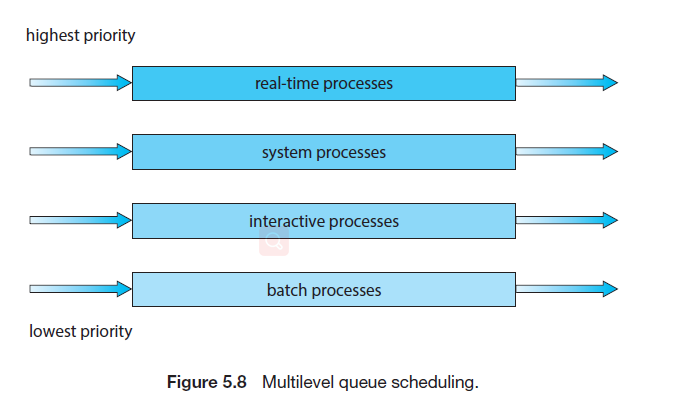 highest priority
real-time processes
system processes
interactive processes
batch processes
lowest priority
Figure 5.8 Multilevel queue scheduling.